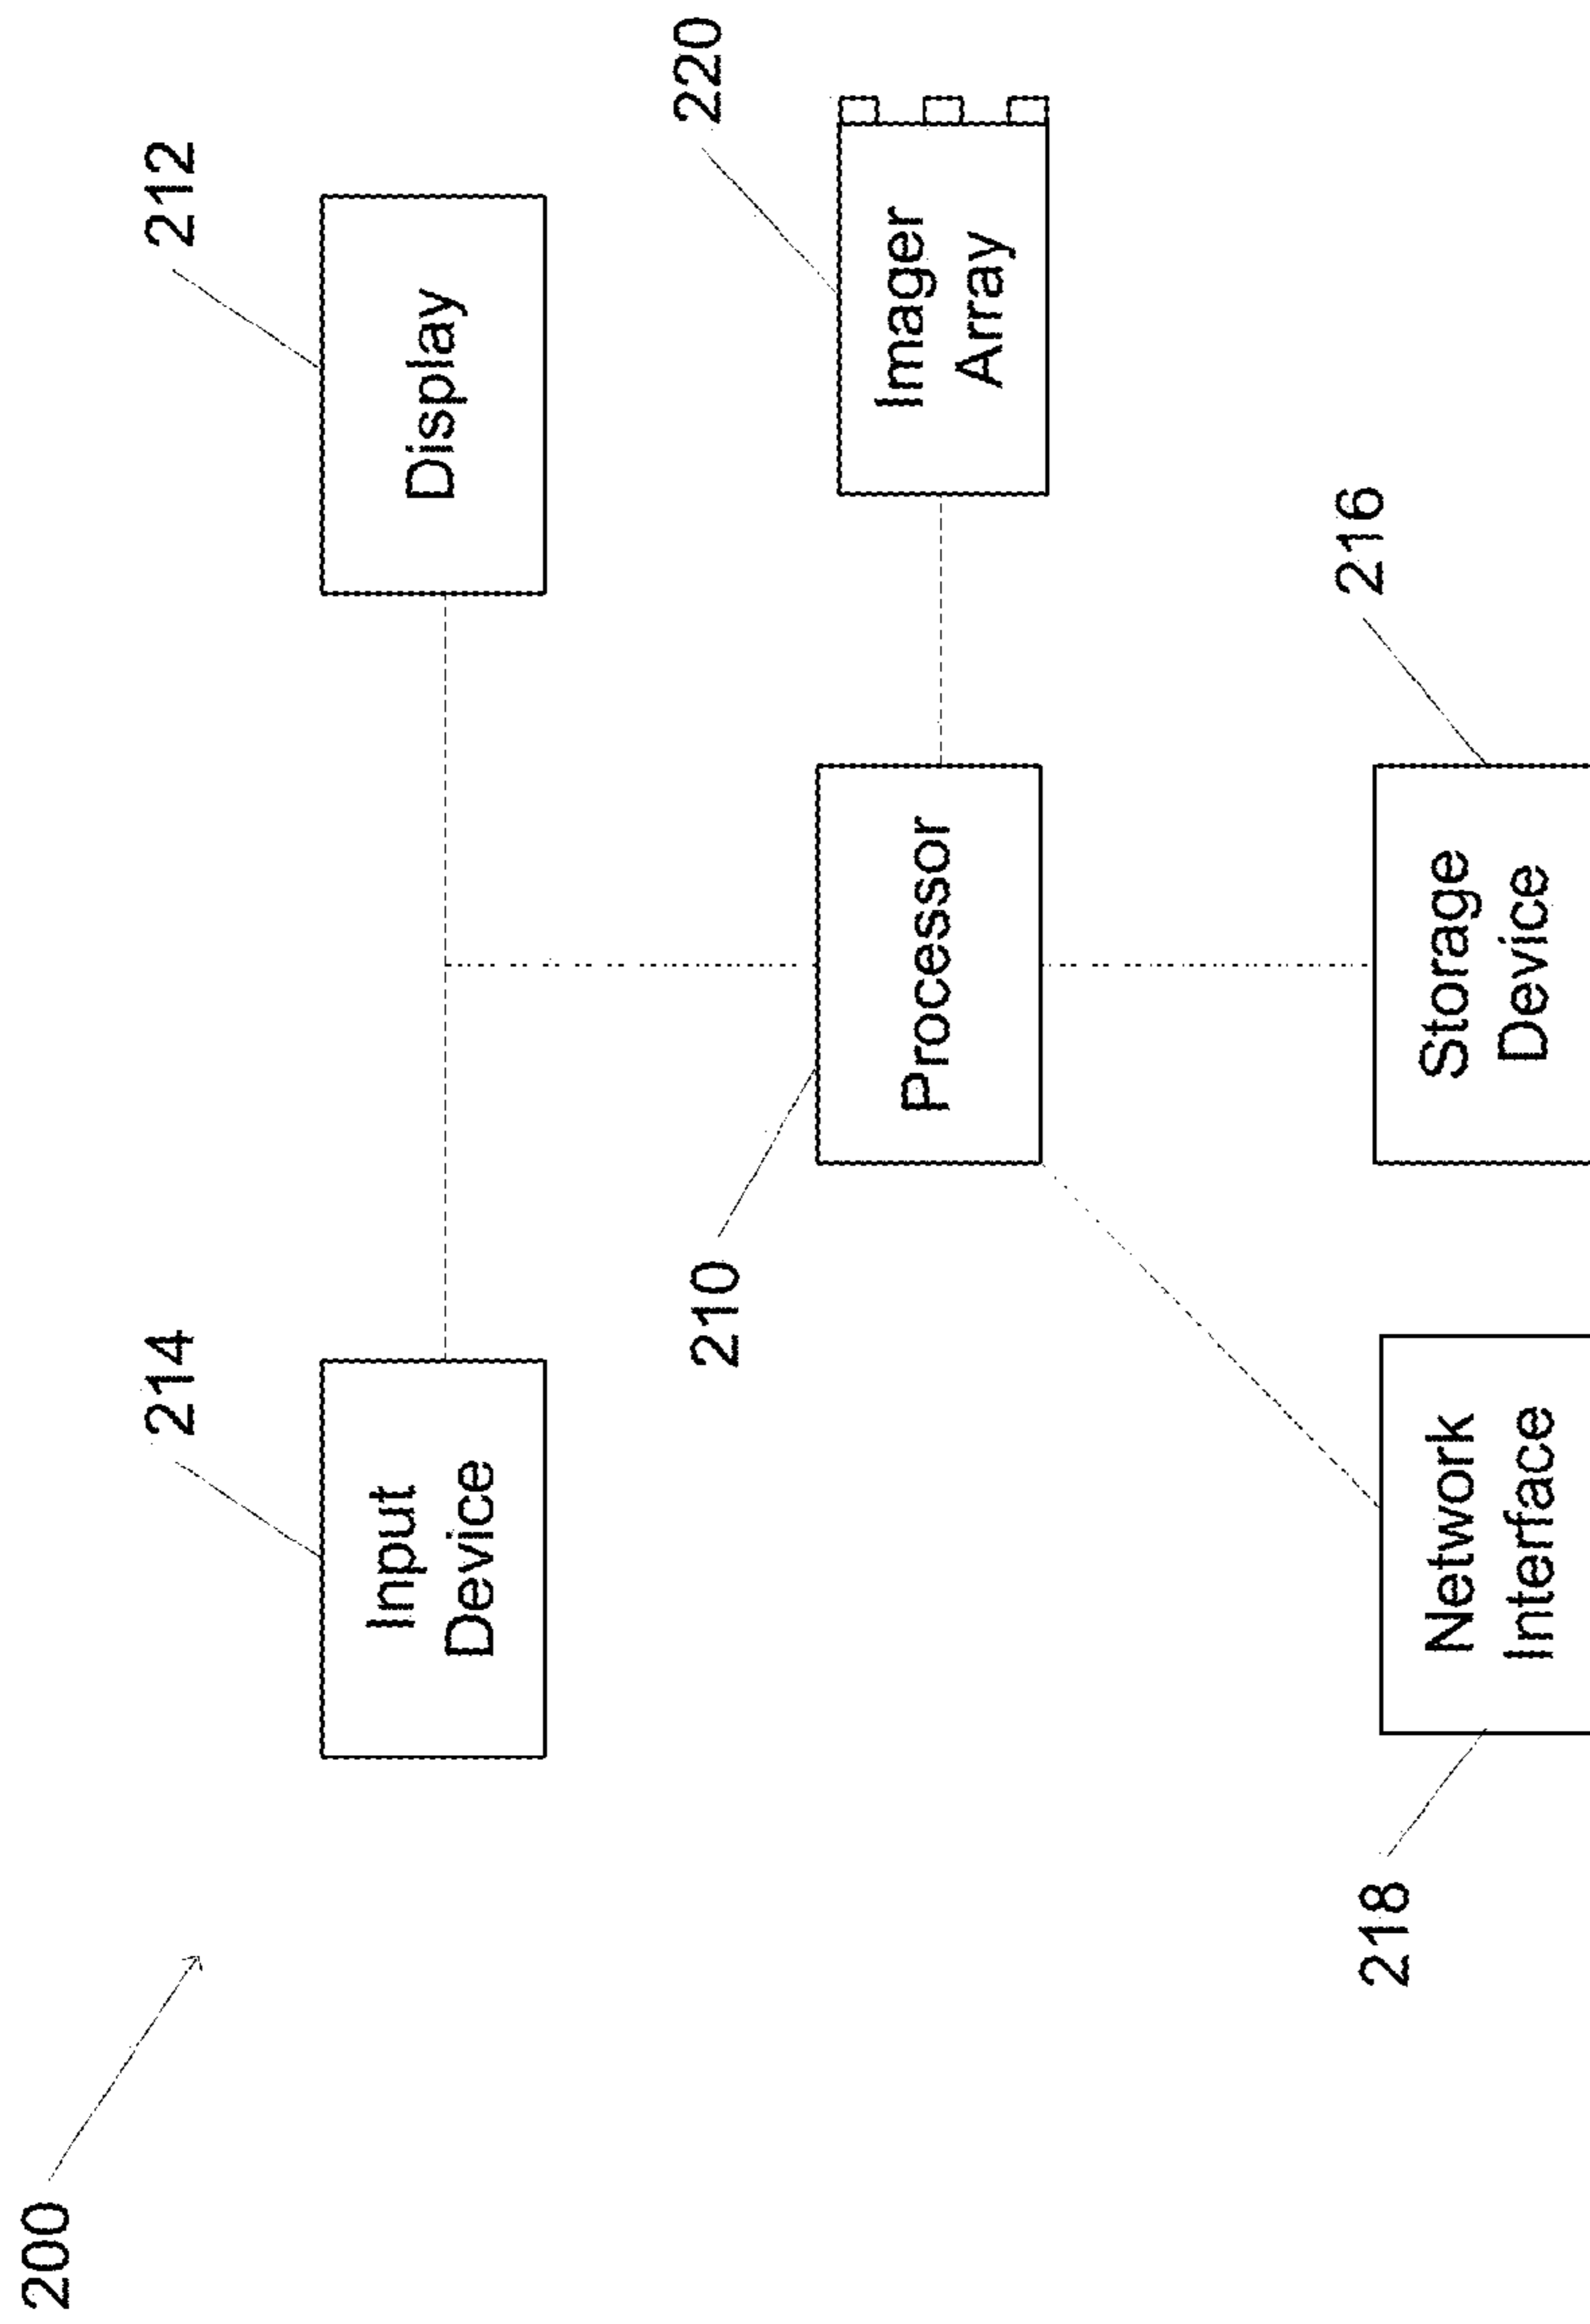 200
214
212
Input
Device
Display
210
220
Processor
Imager
Array
218
216
Network
Interface
Storage
Device